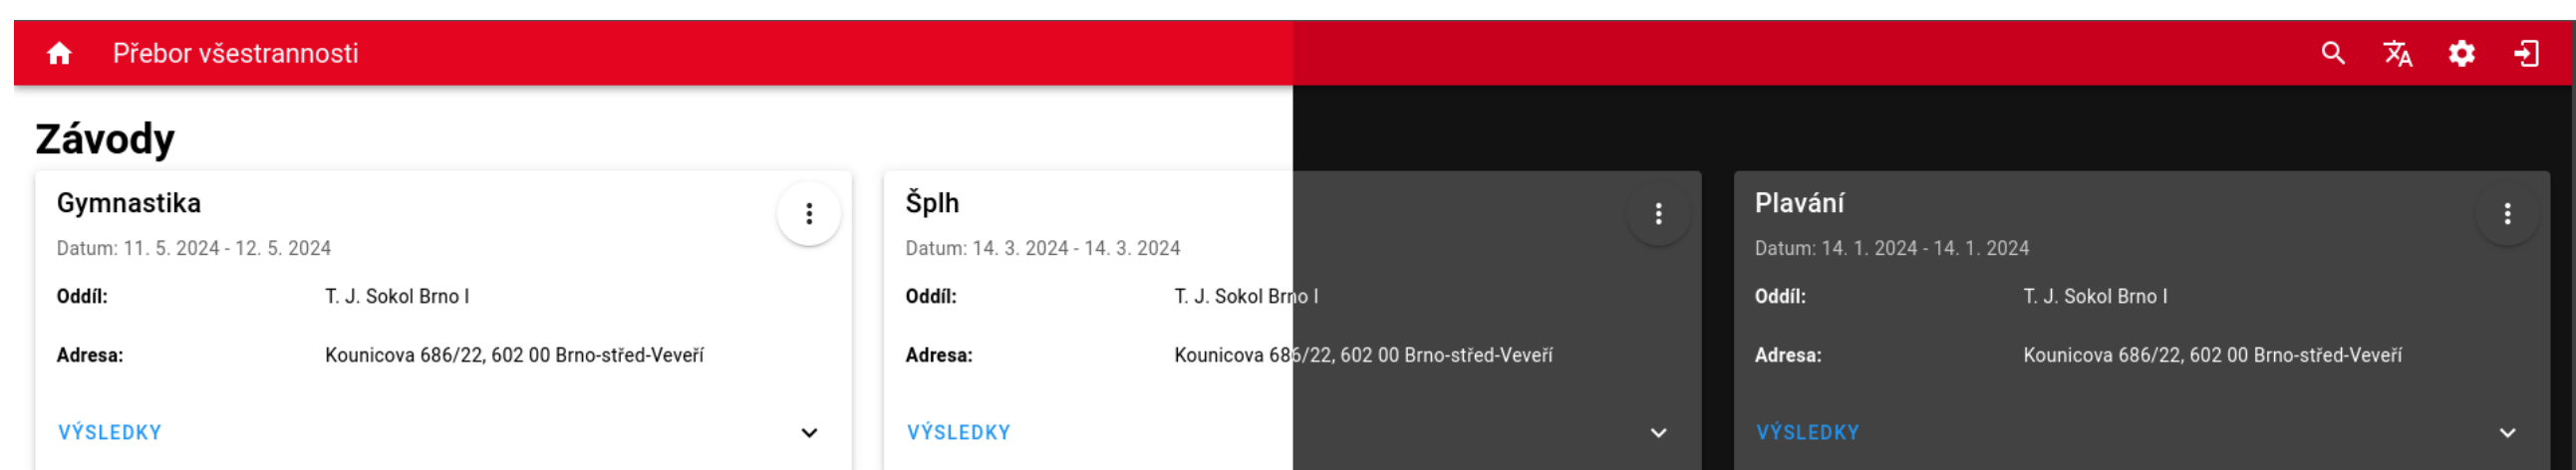 Přebor všestrannosti
Závody
Gymnastika
Datum: 11. 5. 2024 - 12. 5. 2024
Oddíl: T. J. Sokol Brno I
Adresa: Kounicova 686/22, 602 00 Brno-střed-Veveří
VÝSLEDKY
Šplh
Datum: 14. 3. 2024 - 14. 3. 2024
Oddíl: T. J. Sokol Brno I
Adresa: Kounicova 686/22, 602 00 Brno-střed-Veveří
VÝSLEDKY
Plavání
Datum: 14. 1. 2024 - 14. 1. 2024
Oddíl: T. J. Sokol Brno I
Adresa: Kounicova 686/22, 602 00 Brno-střed-Veveří
VÝSLEDKY